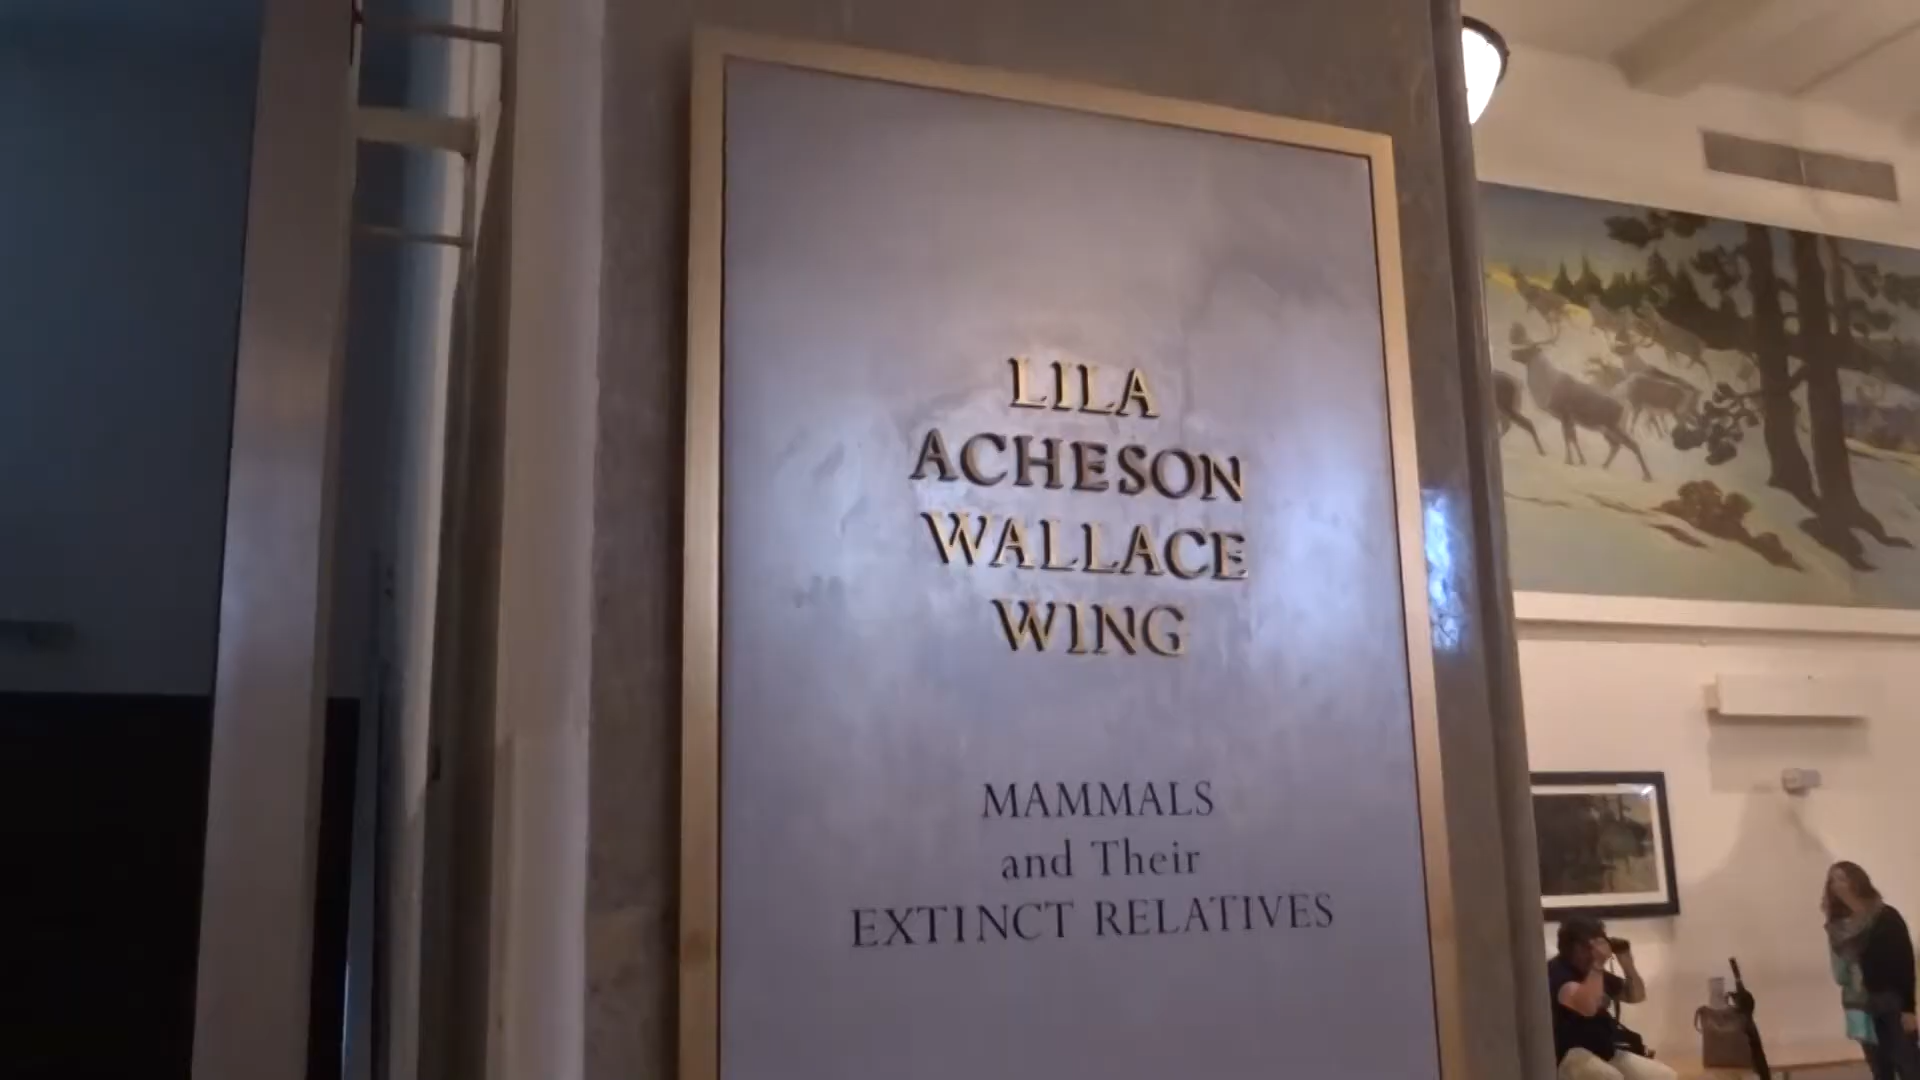 LILA
ACHESON
WALLACE
WING
MAMMALS
and Their
EXTINCT RELATIVES